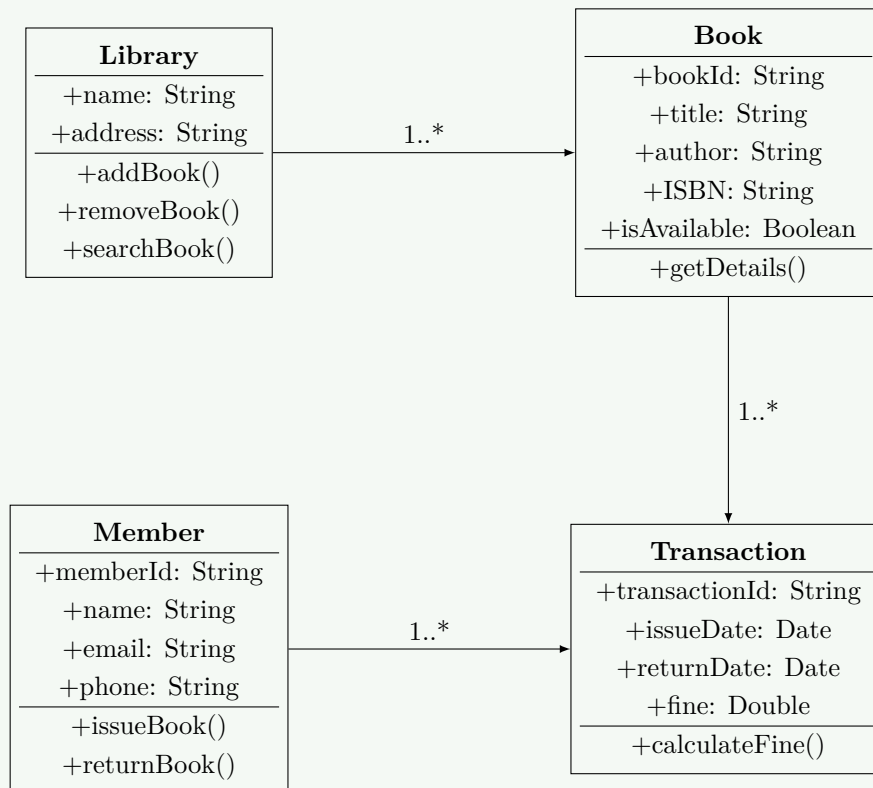 Library
+name: String
+address: String
+addBook()
+removeBook()
+searchBook()
1..*
Book
+bookId: String
+title: String
+author: String
+ISBN: String
+isAvailable: Boolean
+getDetails()
1..*
Member
+memberId: String
+name: String
+email: String
+phone: String
+issueBook()
+returnBook()
1..*
Transaction
+transactionId: String
+issueDate: Date
+returnDate: Date
+fine: Double
+calculateFine()